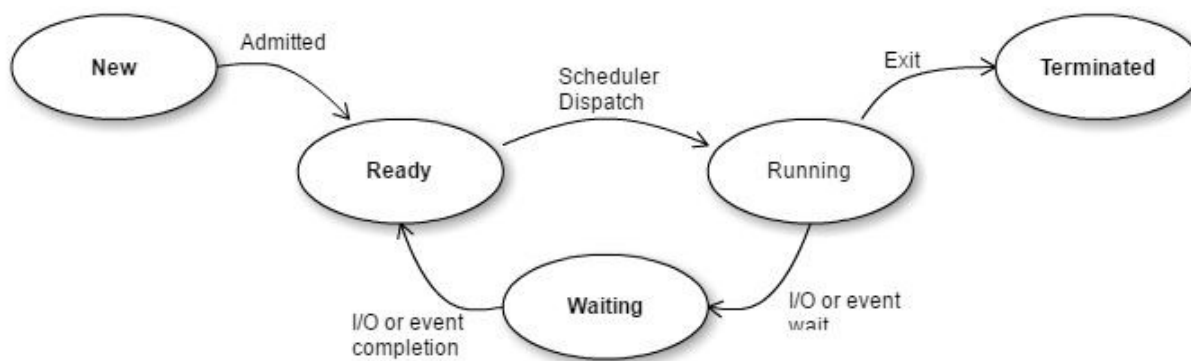 New
Admitted
Ready
Scheduler
Dispatch
Running
Exit
Terminated
Waiting
I/O or event
wait
I/O or event
completion